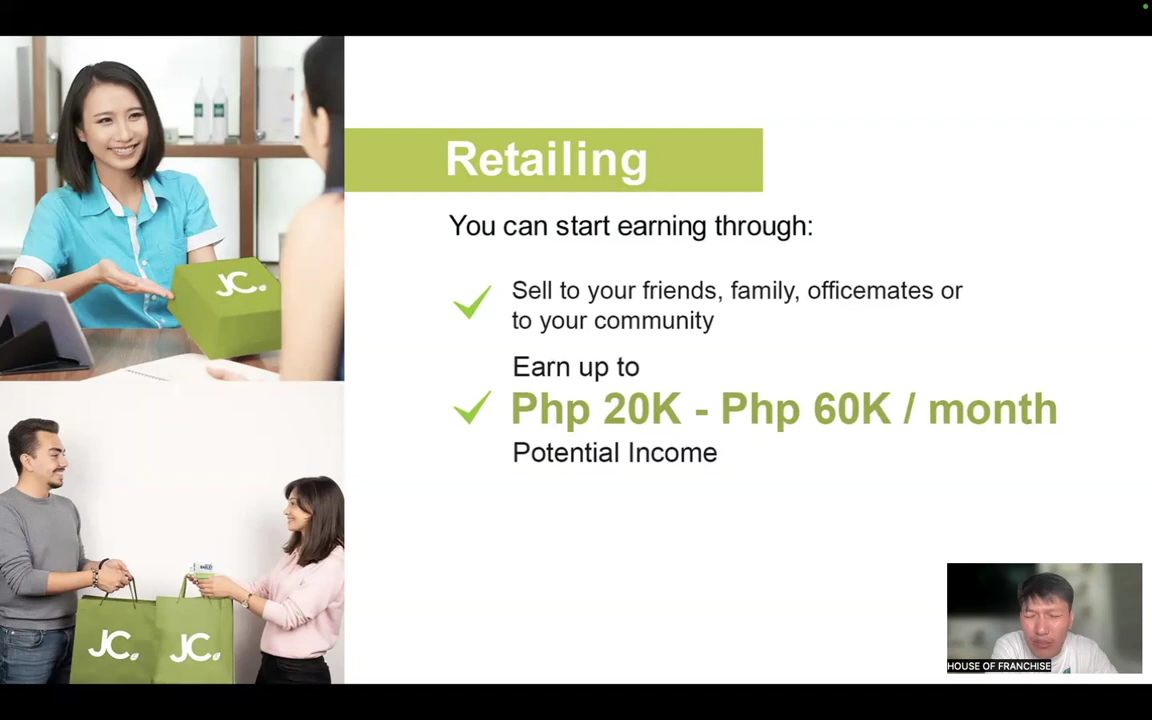 Retailing
You can start earning through:
Sell to your friends, family, officemates or
to your community
Earn up to
Php 20K - Php 60K / month
Potential Income
JC.
JC.
JC.
HOUSE OF FRANCHISE